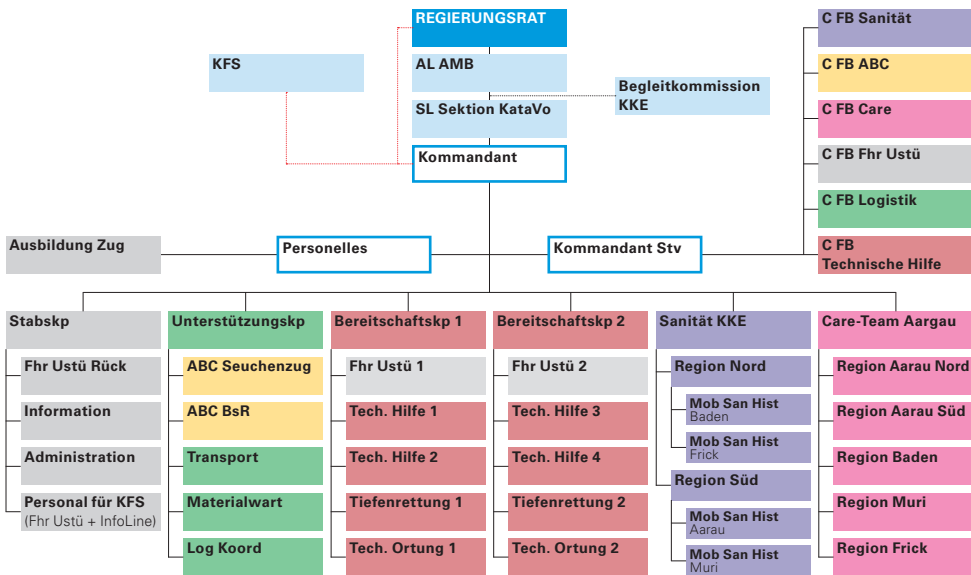 REGIERUNGSRAT
KFS
AL AMB
Begleitkommission
KKE
SL Sektion KataVo
Kommandant
C FB Sanität
C FB ABC
C FB Care
C FB Fhr Ustü
C FB Logistik
C FB
Technische Hilfe
Ausbildung Zug
Personelles
Kommandant Stv
Stabskp
Fhr Ustü Rück
Information
Administration
Personal für KFS
(Fhr Ustü + InfoLine)
Unterstützungskp
ABC Seuchenzug
ABC BsR
Transport
Materialwart
Log Koord
Bereitschaftskp 1
Fhr Ustü 1
Tech. Hilfe 1
Tech. Hilfe 2
Tiefenrettung 1
Tech. Ortung 1
Bereitschaftskp 2
Fhr Ustü 2
Tech. Hilfe 3
Tech. Hilfe 4
Tiefenrettung 2
Tech. Ortung 2
Sanität KKE
Region Nord
Mob San Hist
Baden
Mob San Hist
Frick
Region Süd
Mob San Hist
Aarau
Mob San Hist
Muri
Care-Team Aargau
Region Aarau Nord
Region Aarau Süd
Region Baden
Region Muri
Region Frick